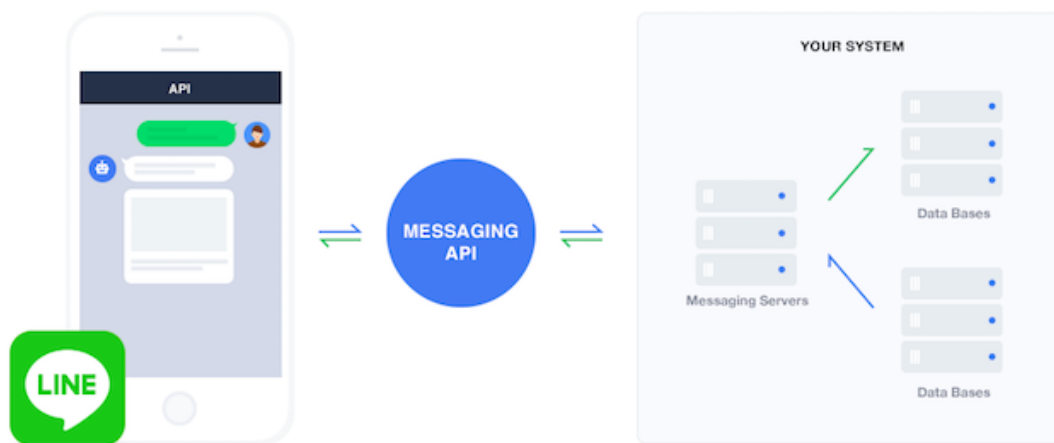 API
LINE
MESSAGING
API
YOUR SYSTEM
Messaging Servers
Data Bases
Data Bases